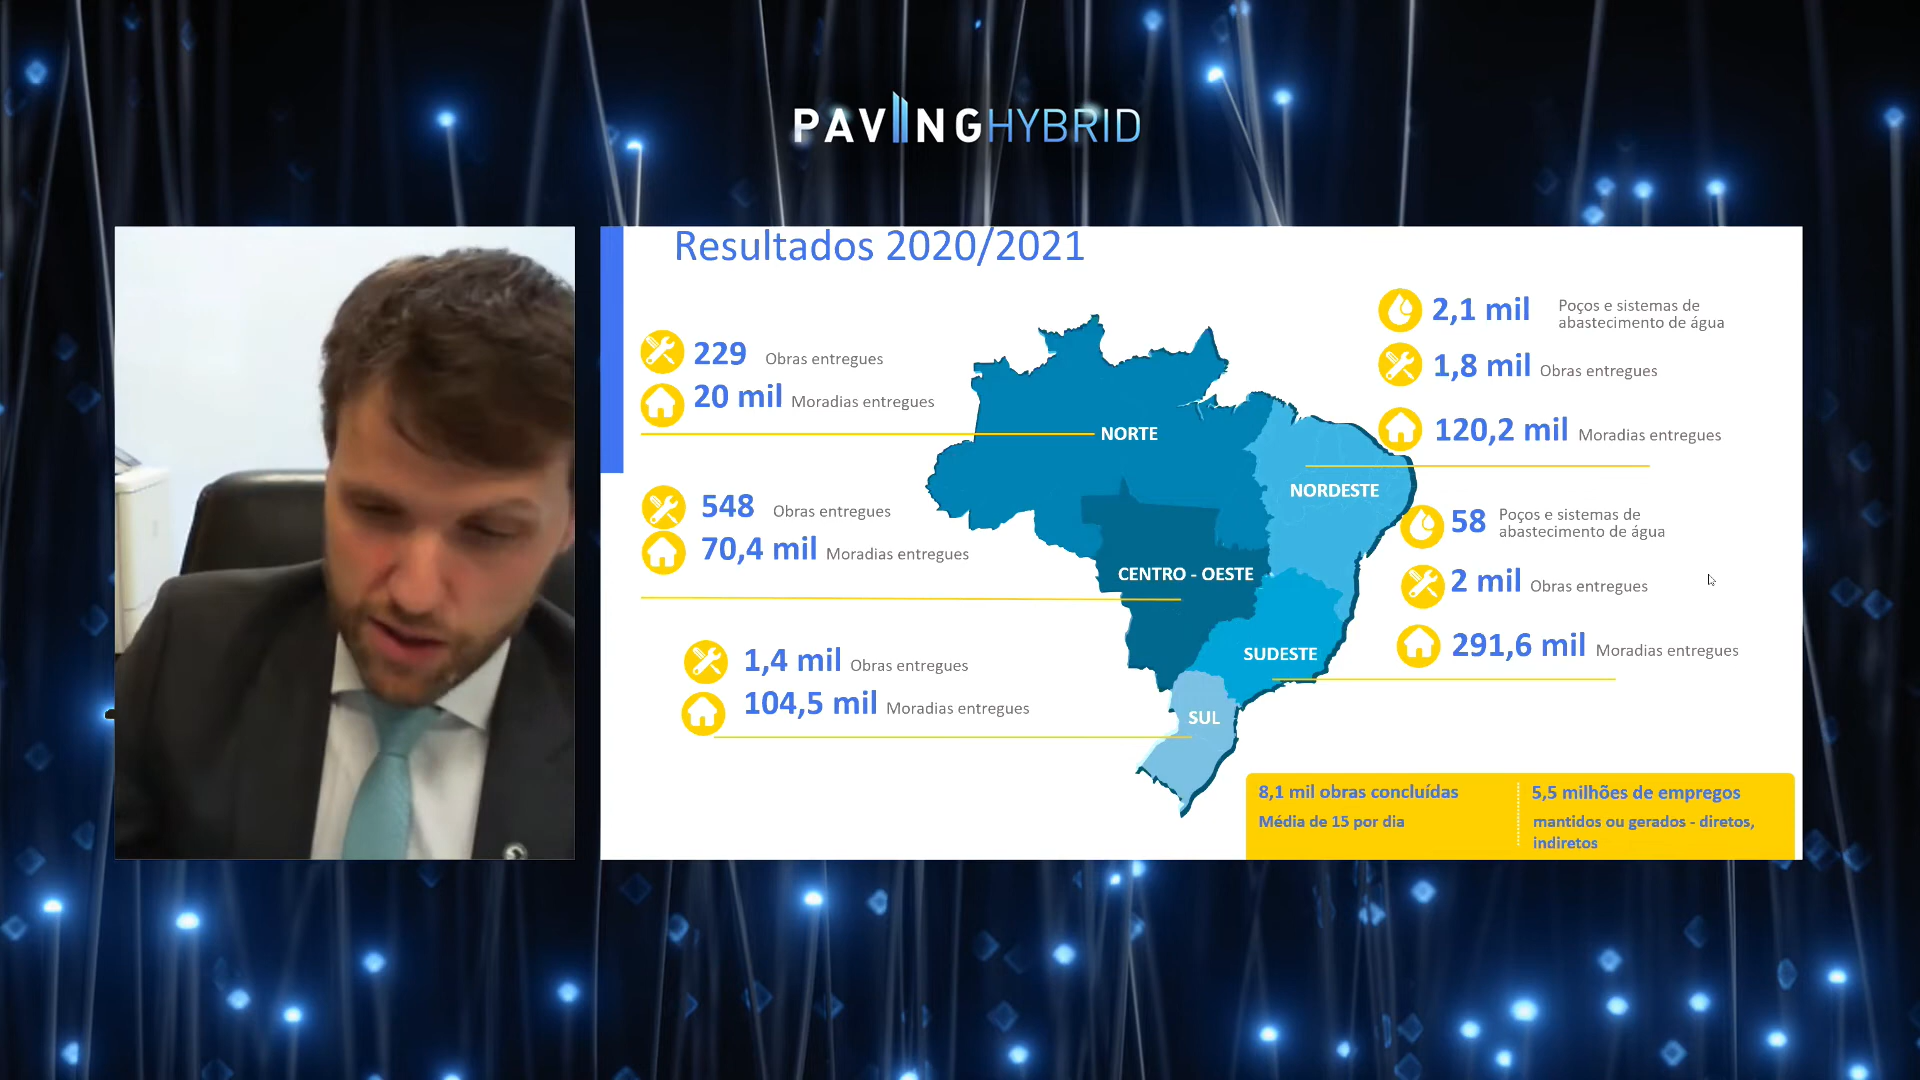 PAVINGHYBRID
Resultados 2020/2021
229 Obras entregues
20 mil Moradias entregues
NORTE
548 Obras entregues
70,4 mil Moradias entregues
CENTRO - OESTE
1,4 mil Obras entregues
104,5 mil Moradias entregues
SUL
2,1 mil Poços e sistemas de
abastecimento de água
1,8 mil Obras entregues
120,2 mil Moradias entregues
NORDESTE
58 Poços e sistemas de
abastecimento de água
2 mil Obras entregues
291,6 mil Moradias entregues
SUDESTE
8,1 mil obras concluídas
Média de 15 por dia
5,5 milhões de empregos
mantidos ou gerados - diretos,
indiretos